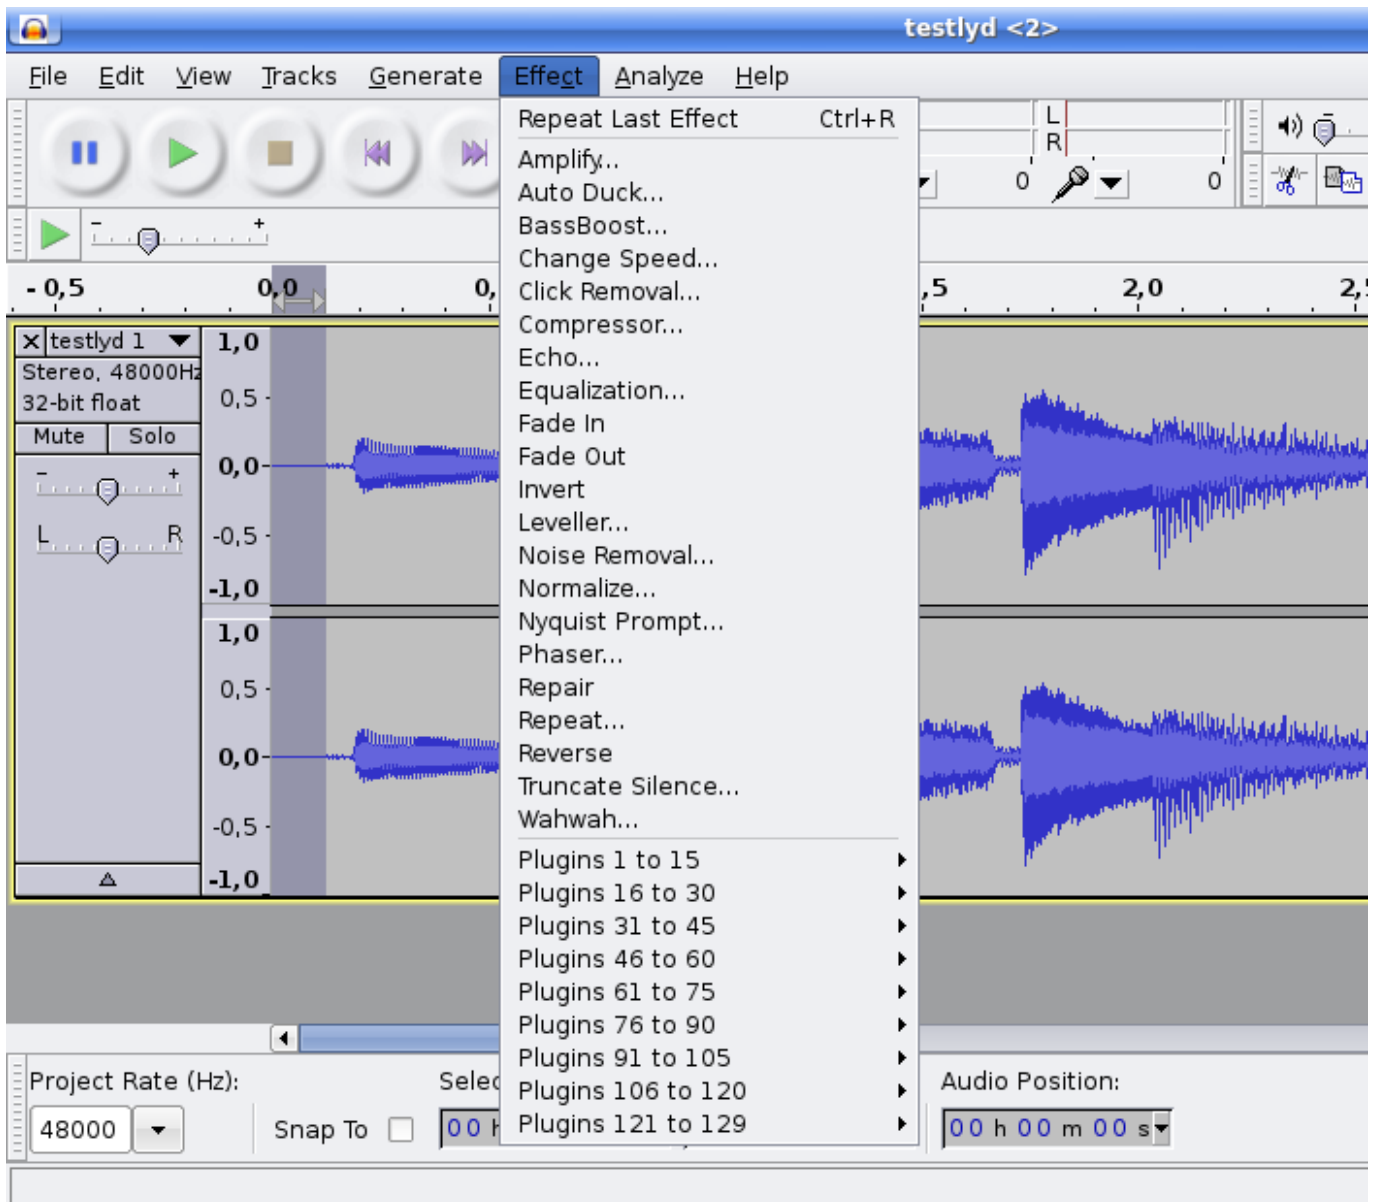 testlyd <2>
File Edit View Tracks Generate Effect Analyze Help
Repeat Last Effect Ctrl+R
Amplify...
Auto Duck...
BassBoost...
Change Speed...
Click Removal...
Compressor...
Echo...
Equalization...
Fade In
Fade Out
Invert
Leveller...
Noise Removal...
Normalize...
Nyquist Prompt...
Phaser...
Repair
Repeat...
Reverse
Truncate Silence...
Wahwah...
Plugins 1 to 15
Plugins 16 to 30
Plugins 31 to 45
Plugins 46 to 60
Plugins 61 to 75
Plugins 76 to 90
Plugins 91 to 105
Plugins 106 to 120
Plugins 121 to 129
L
R
0 0
- +
- 0,5 0,0 0, ,5 2,0 2,
X testlyd 1
Stereo, 48000Hz
32-bit float
Mute Solo
- +
L R
1,0
0,5
0,0
-0,5
-1,0
1,0
0,5
0,0
-0,5
-1,0
Project Rate (Hz):
48000
Snap To
Selec
00 h
Audio Position:
00 h 00 m 00 s